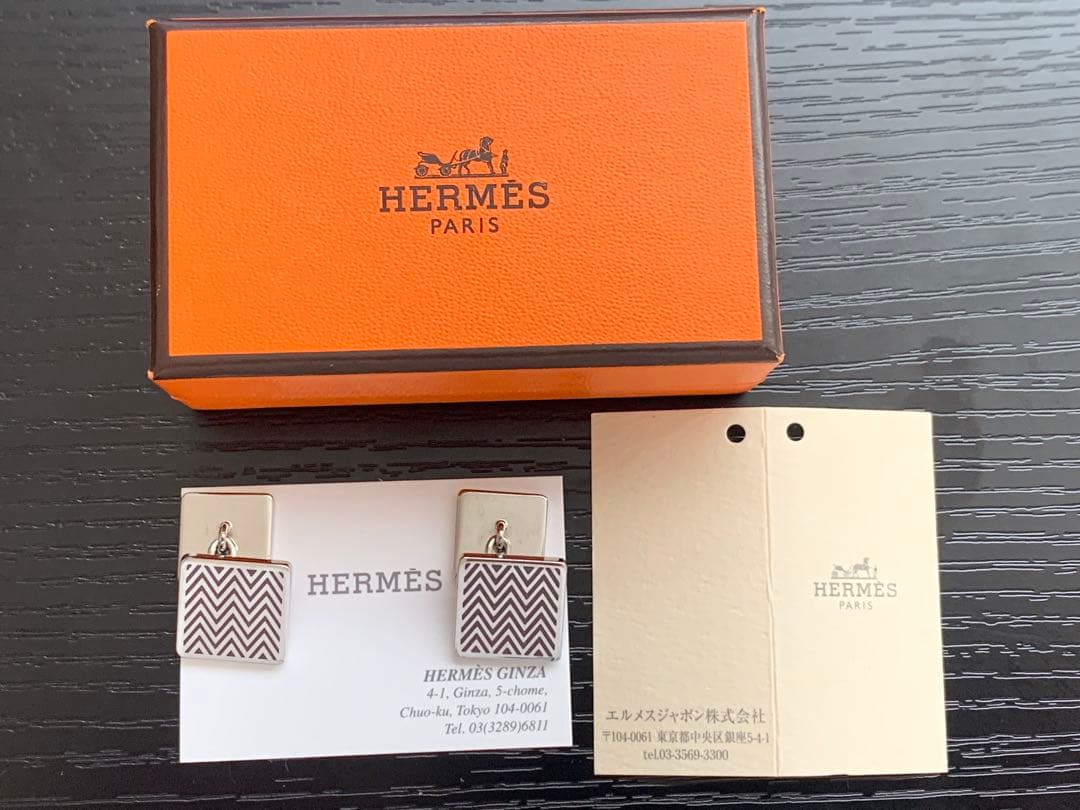 HERMÈS
PARIS
HERMÈS
HERMÈS GINZA
4-1, Ginza, 5-chome,
Chuo-ku, Tokyo 104-0061
Tel. 03(3289)6811
HERMÈS
PARIS
エルメスジャポン株式会社
〒104-0061 東京都中央区銀座5-4-1
tel.03-3569-3300